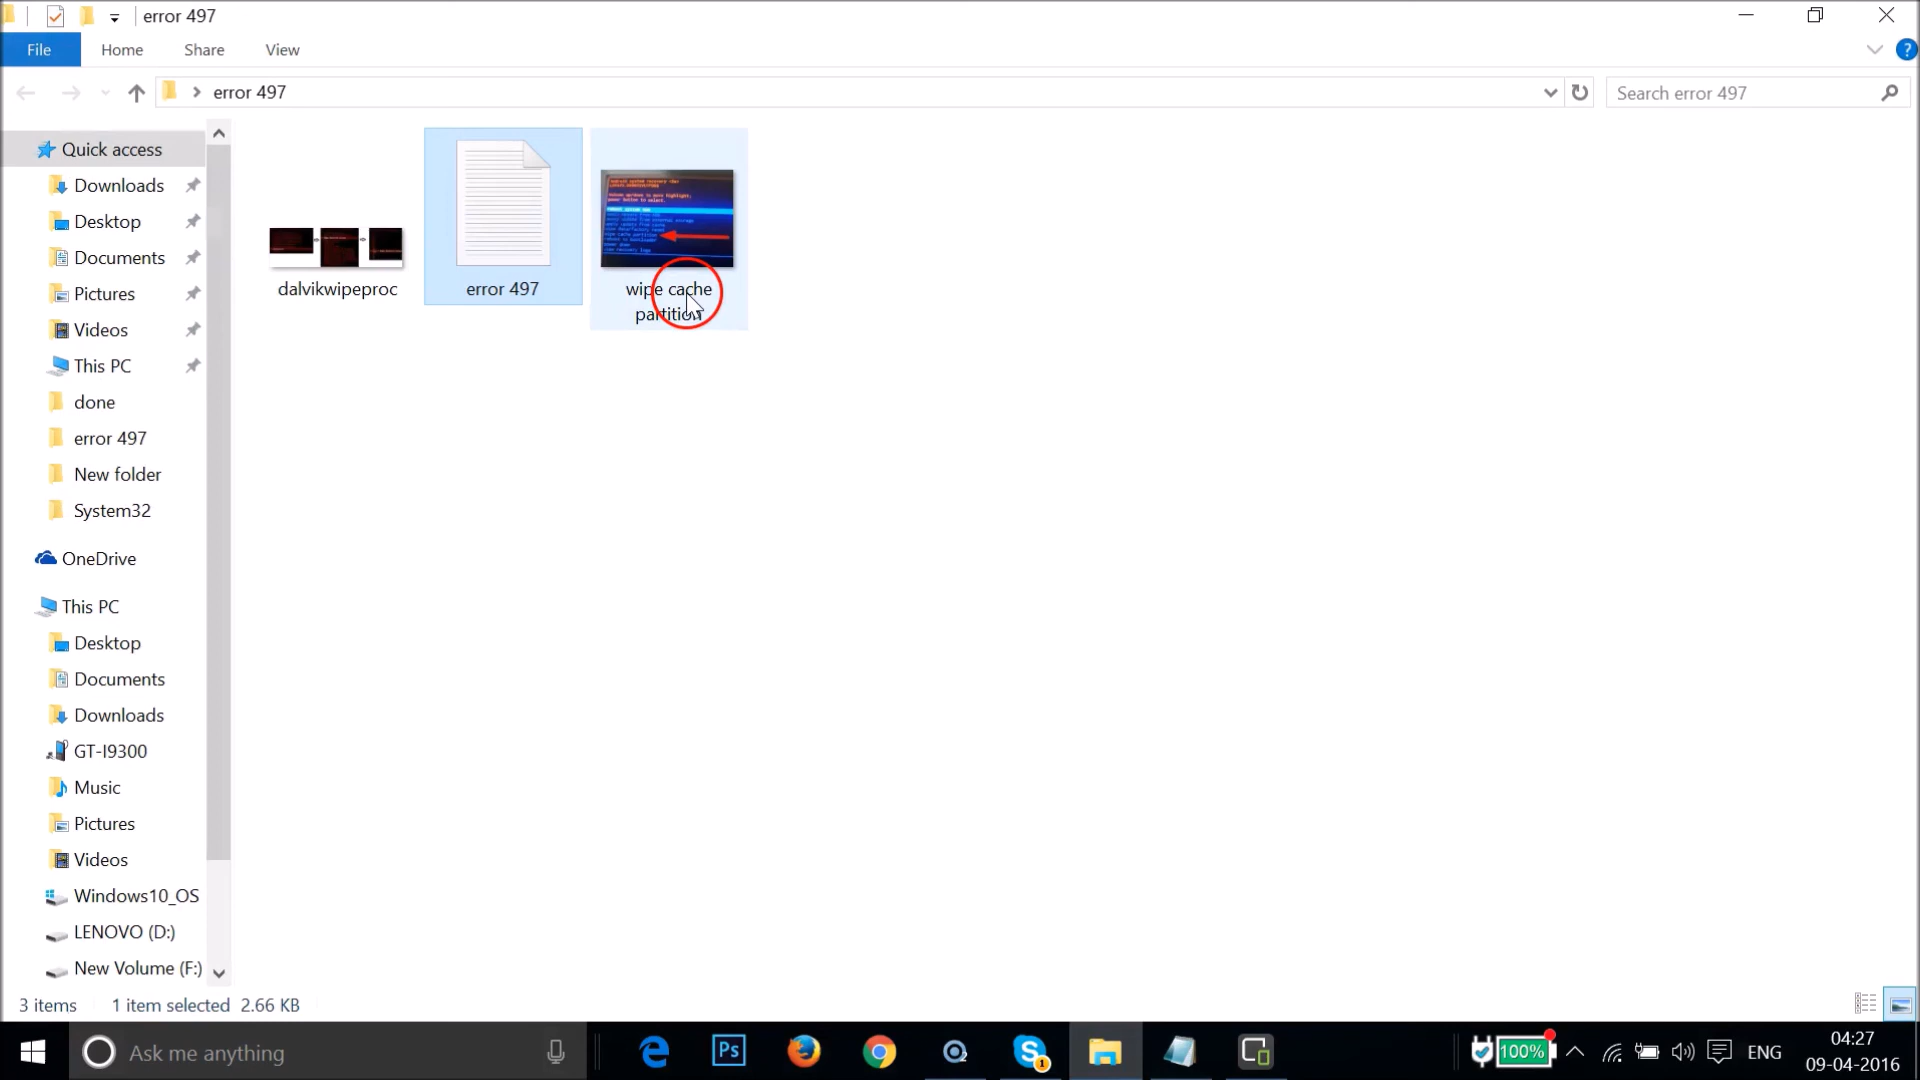 error 497
File
Home
Share
View
error 497
Search error 497
Quick access
Downloads
Desktop
Documents
Pictures
Videos
This PC
done
error 497
New folder
System32
OneDrive
This PC
Desktop
Documents
Downloads
GT-I9300
Music
Pictures
Videos
Windows10_OS
LENOVO (D:)
New Volume (F:)
dalvikwipeproc
error 497
wipe cache
partition
3 items
1 item selected 2.66 KB
Ask me anything
Ps
1
100%
ENG
04:27
09-04-2016